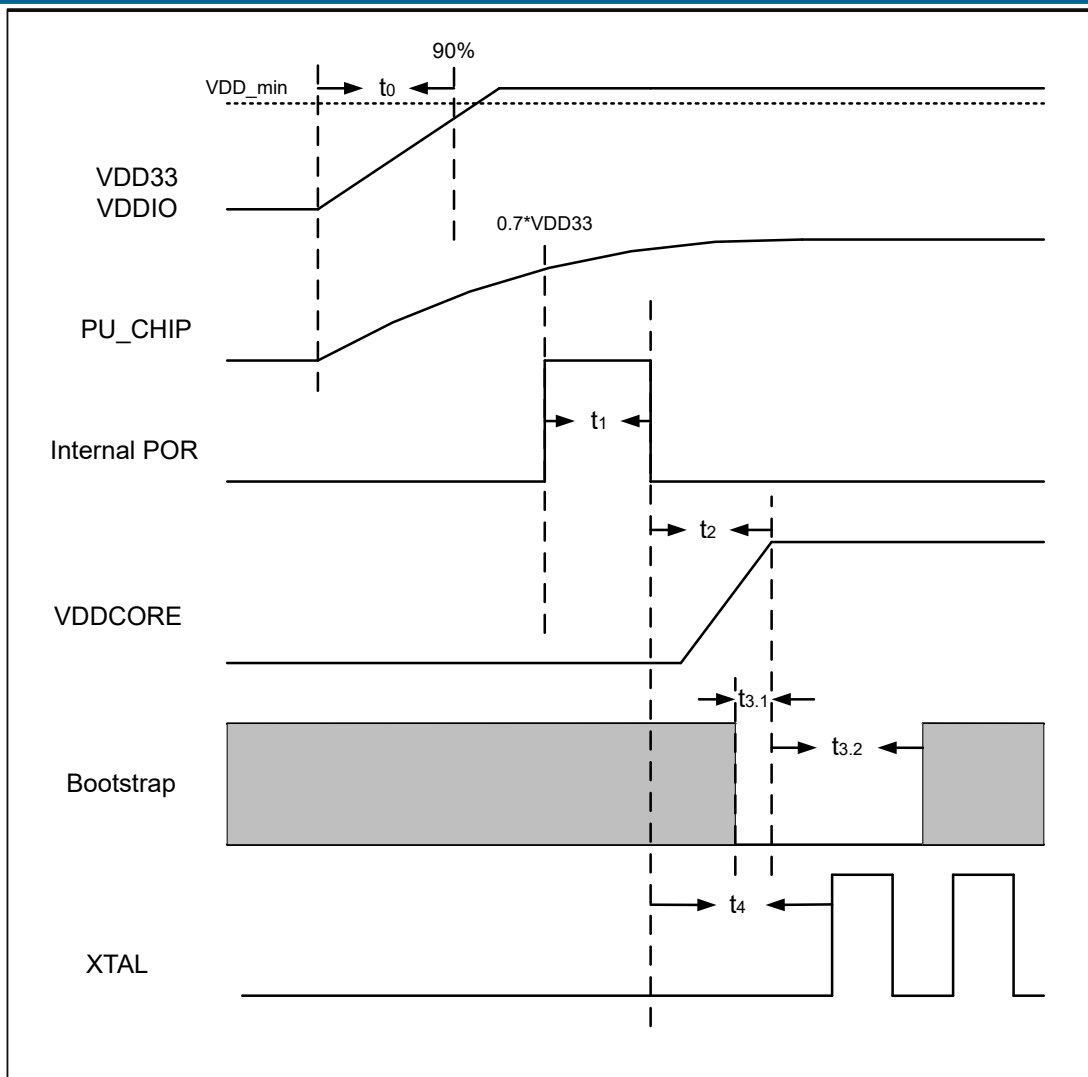 90%
VDD_min
t0
VDD33
VDDIO
0.7*VDD33
PU_CHIP
t1
Internal POR
t2
VDDCORE
t3.1
t3.2
Bootstrap
t4
XTAL